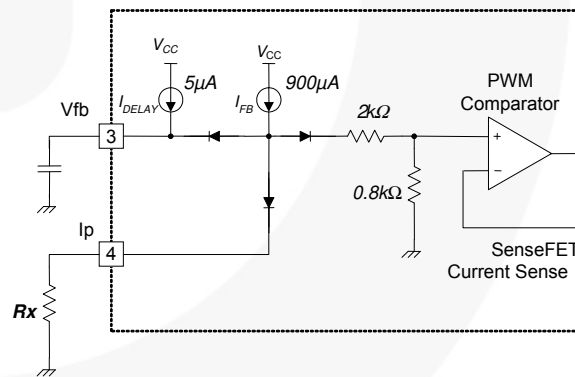 VCC
VCC
5µA
900µA
IDELAY
IFB
PWM
Comparator
2kΩ
Vfb
3
+
−
0.8kΩ
Ip
4
SenseFET
Current Sense
Rx